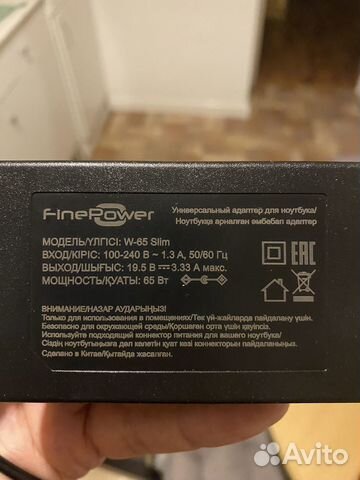 FinePower
Универсальный адаптер для ноутбука/
Ноутбукқа арналған әмбебап адаптер
МОДЕЛЬ/ҮЛГІСІ: W-65 Slim
ВХОД/КІРІС: 100-240 В ~ 1.3 А, 50/60 Гц
ВЫХОД/ШЫҒЫС: 19.5 В 3.33 А макс.
МОЩНОСТЬ/ҚУАТЫ: 65 Вт
EAC
ВНИМАНИЕ/НАЗАР АУДАРЫҢЫЗ!
Только для использования в помещениях/Тек үй-жайларда пайдалану үшін.
Безопасно для окружающей среды/Қоршаған орта үшін қауіпсіз.
Используйте подходящий коннектор питания для вашего ноутбука/
Сіздің ноутбугыңызға дәл келетін қуат көзі коннекторын пайдаланыңыз.
Сделано в Китае/Қытайда жасалған.
Avito